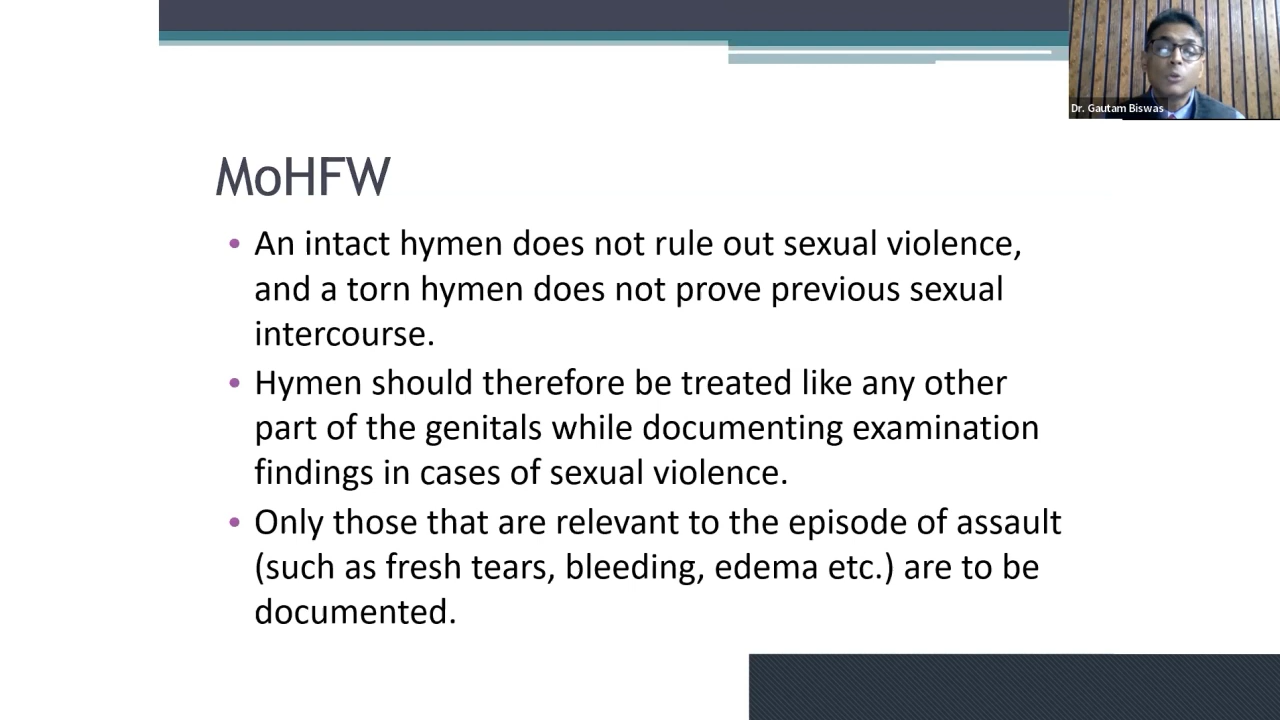 Dr. Gautam Biswas
MoHFW
• An intact hymen does not rule out sexual violence,
and a torn hymen does not prove previous sexual
intercourse.
• Hymen should therefore be treated like any other
part of the genitals while documenting examination
findings in cases of sexual violence.
• Only those that are relevant to the episode of assault
(such as fresh tears, bleeding, edema etc.) are to be
documented.